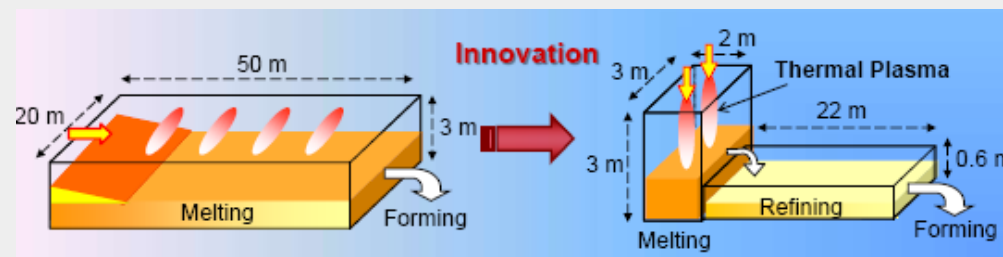 50 m
20 m
3 m
Melting
Forming
Innovation
2 m
3 m
Thermal Plasma
22 m
3 m
0.6 m
Refining
Melting
Forming